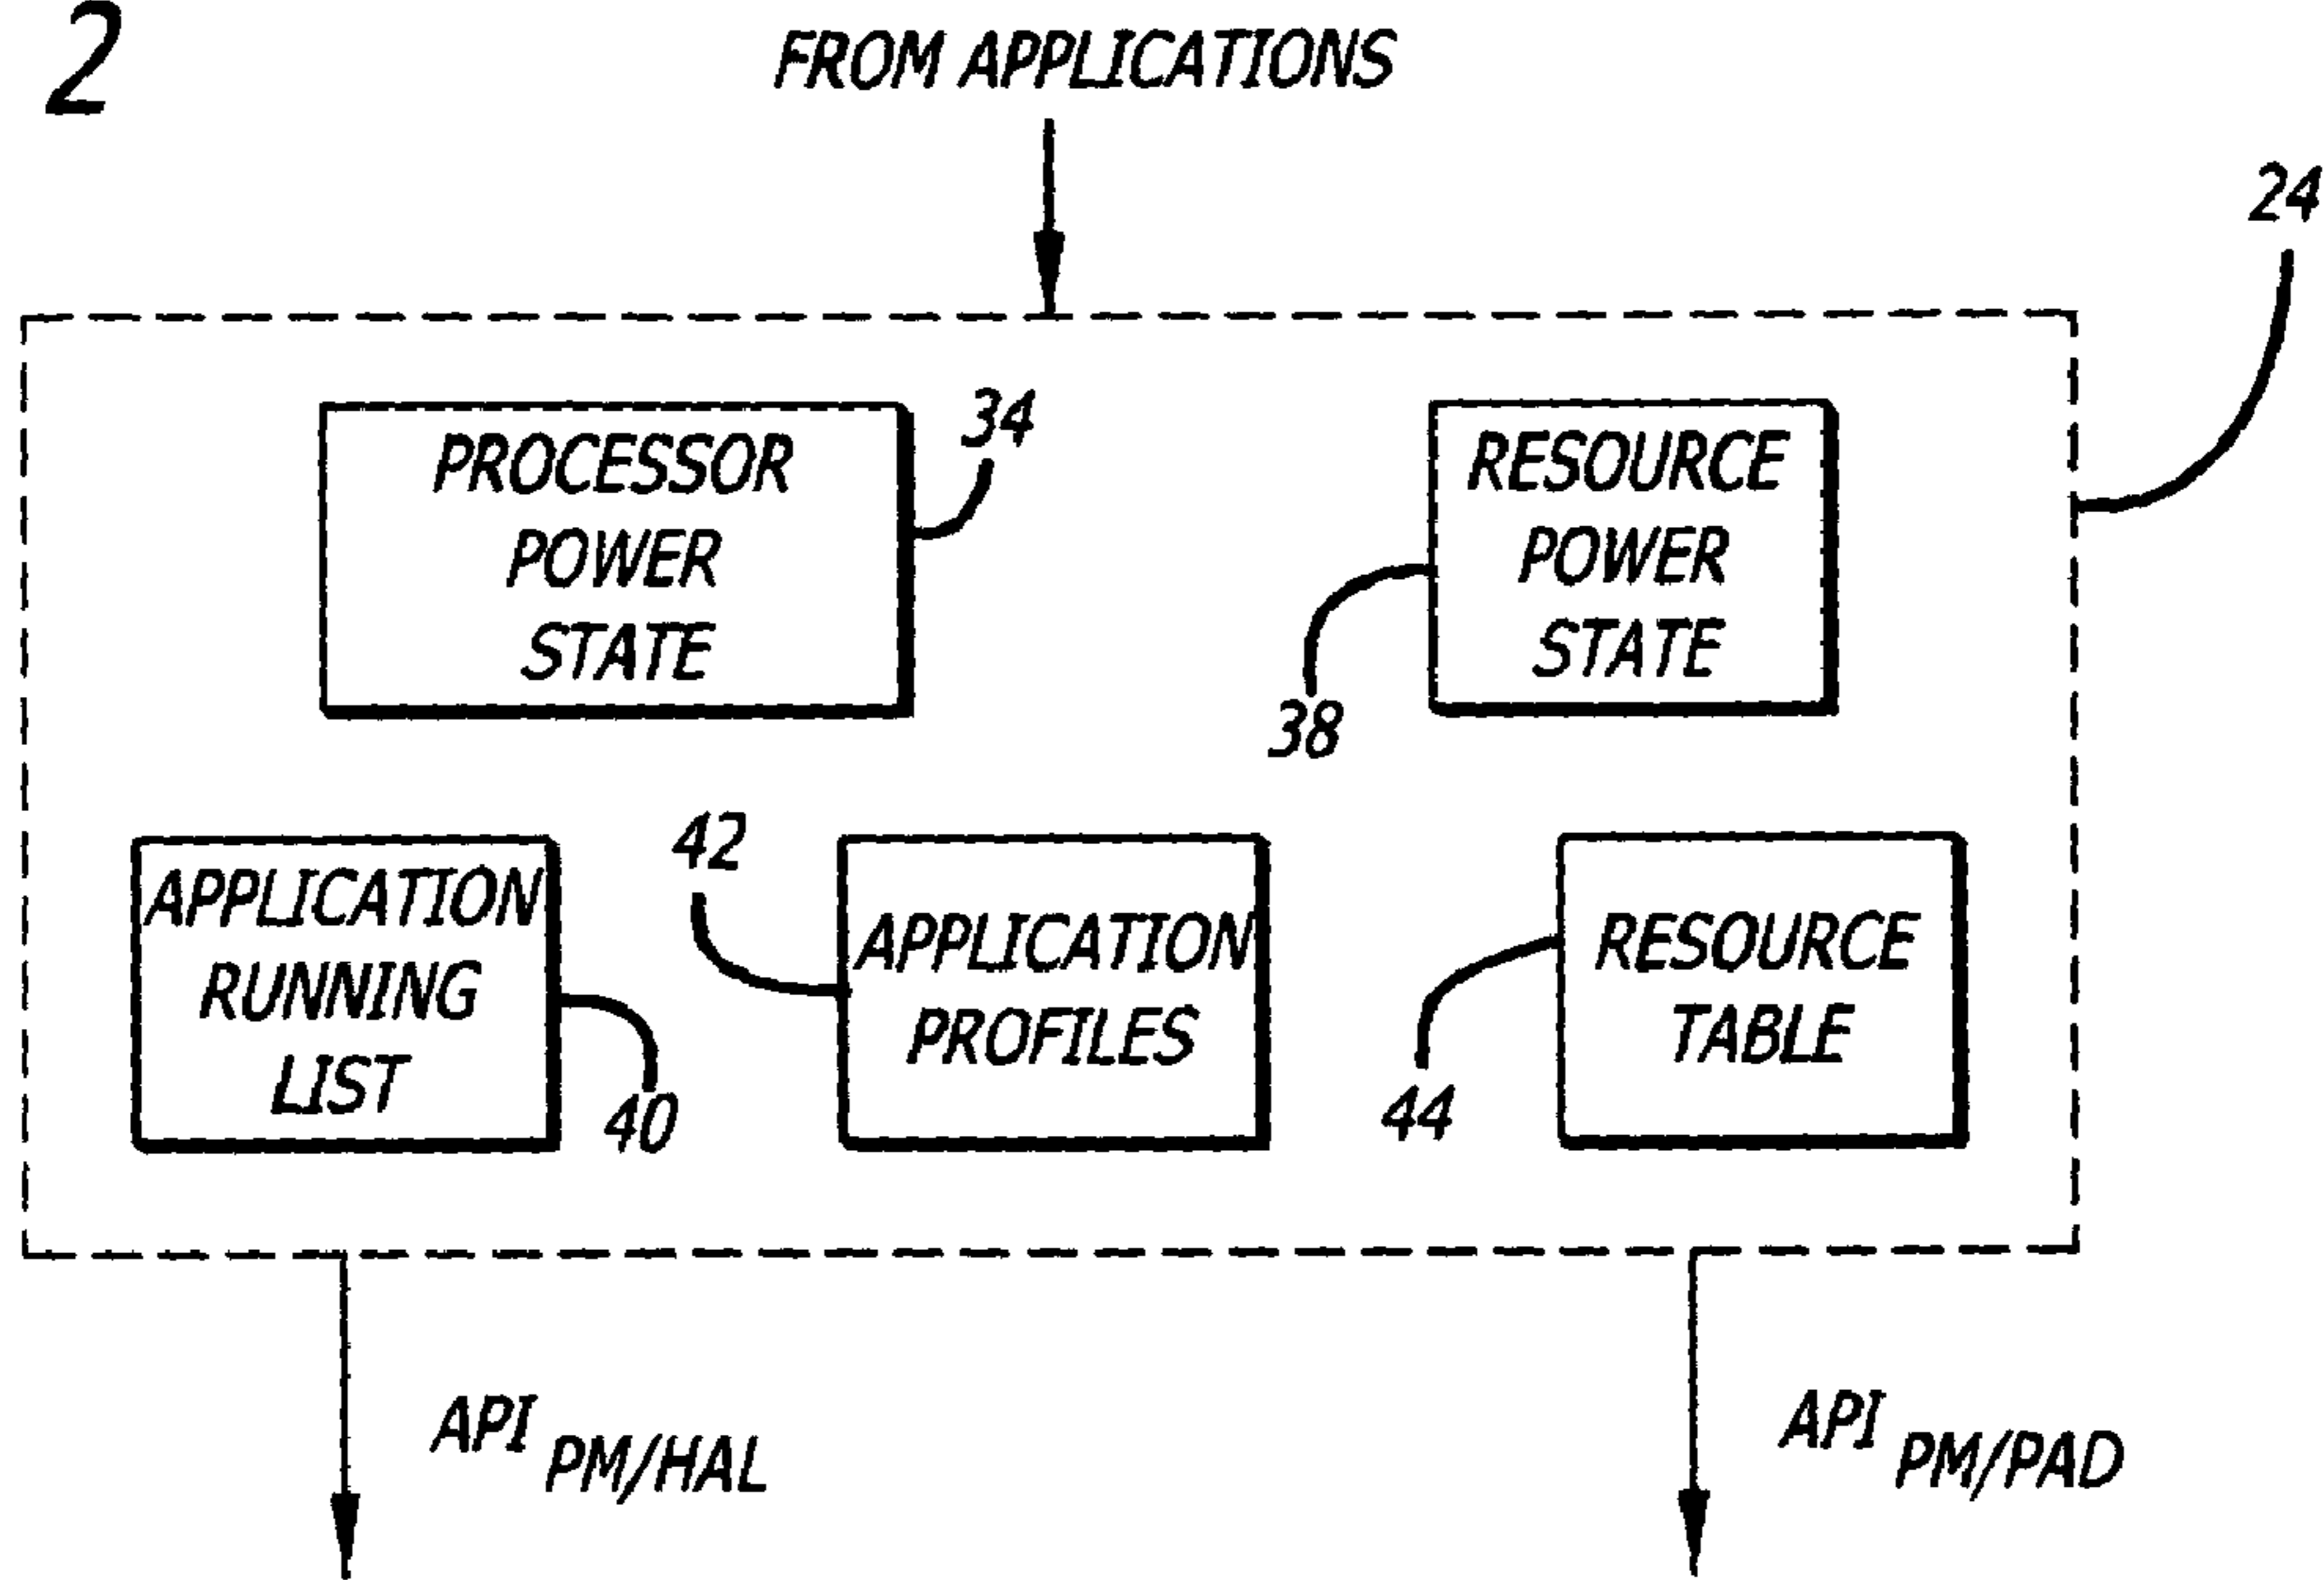 2
FROM APPLICATIONS
24
34
PROCESSOR
POWER
STATE
RESOURCE
POWER
STATE
38
42
APPLICATION
RUNNING
LIST
40
APPLICATION
PROFILES
RESOURCE
TABLE
44
API PM/HAL
API PM/PAD